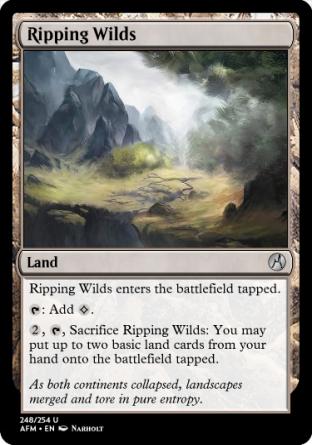 Ripping Wilds
Land
Ripping Wilds enters the battlefield tapped.
: Add .
2, , Sacrifice Ripping Wilds: You may
put up to two basic land cards from your
hand onto the battlefield tapped.
As both continents collapsed, landscapes
merged and tore in pure entropy.
248/254 U
AFM • EN Narholt